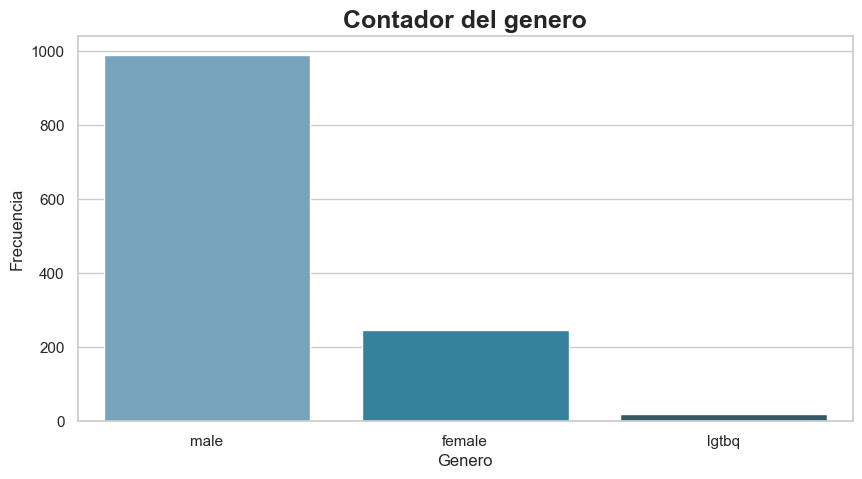 Contador del genero
Frecuencia
1000
800
600
400
200
0
male
female
lgtbq
Genero